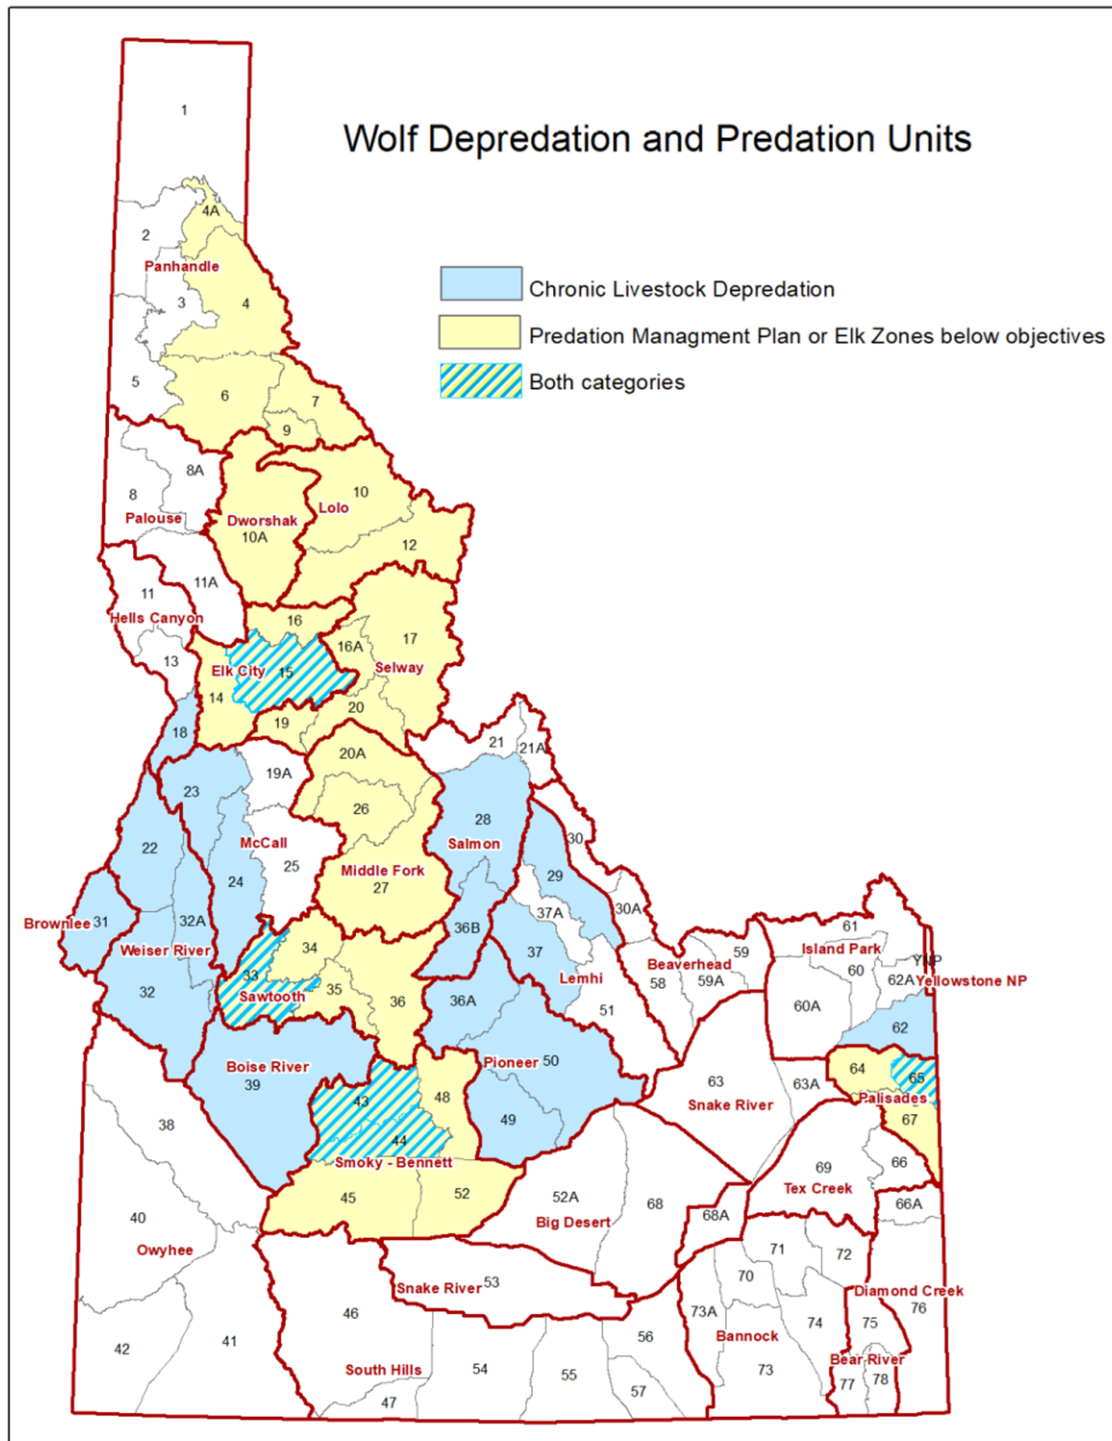 1
Wolf Depredation and Predation Units
4A
2
Panhandle
Chronic Livestock Depredation
3
4
Predation Managment Plan or Elk Zones below objectives
5
6
7
Both categories
9
8A
8
10
Palouse
Dworshak
Lolo
10A
12
11
11A
Hells Canyon
16
13
16A
17
Elk City
15
Selway
14
20
18
19
21
21A
20A
19A
23
26
28
22
McCall
Salmon
30
25
Middle Fork
29
24
27
30A
37A
Brownlee
31
32A
36B
61
Weiser River
34
37
Island Park
59
YNP
32
33
Lemhi
Beaverhead
60
62A
Yellowstone NP
Sawtooth
35
36
36A
58
59A
60A
51
62
Boise River
Pioneer
50
64
65
39
43
48
63
63A
Palisades
38
49
Snake River
67
44
Smoky - Bennett
66
69
45
52
52A
68
Tex Creek
66A
40
Big Desert
68A
Owyhee
71
72
Snake River
53
70
Diamond Creek
46
73A
74
75
76
42
41
56
Bannock
South Hills
54
55
73
Bear River
47
57
77
78